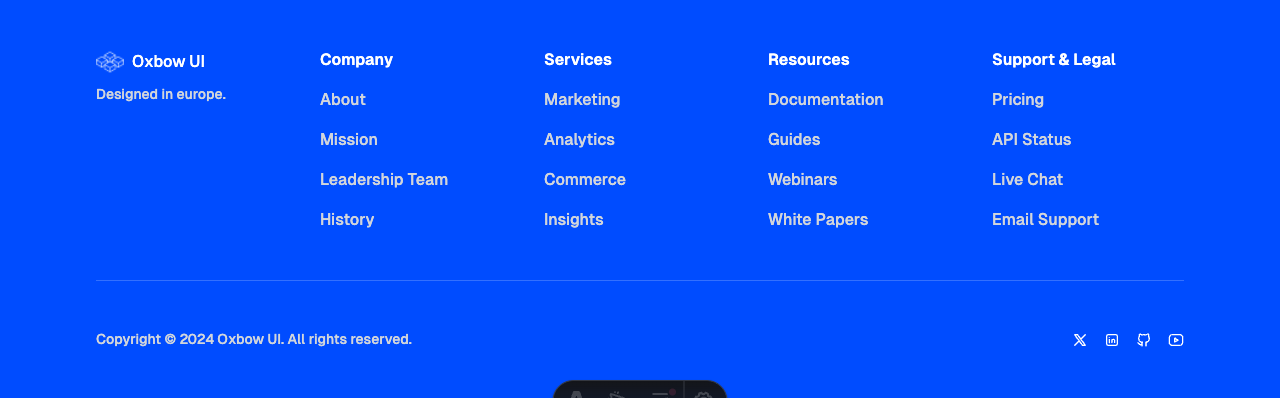 Oxbow UI
Designed in europe.
Company
About
Mission
Leadership Team
History
Services
Marketing
Analytics
Commerce
Insights
Resources
Documentation
Guides
Webinars
White Papers
Support & Legal
Pricing
API Status
Live Chat
Email Support
Copyright © 2024 Oxbow UI. All rights reserved.